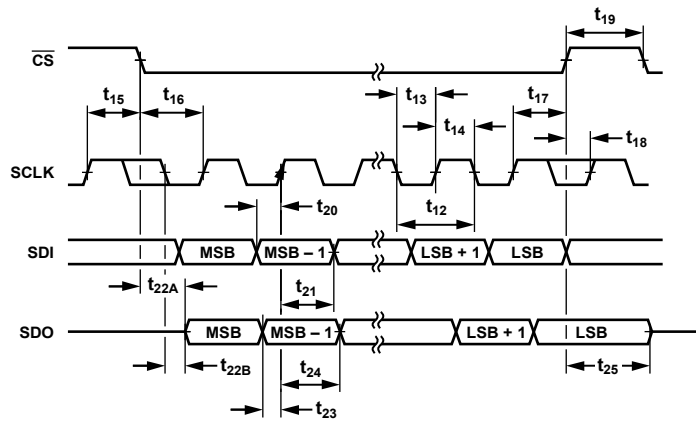 t19
CS
t15
t16
t13
t14
t17
t18
SCLK
t20
t12
SDI
MSB
MSB – 1
LSB + 1
LSB
t22A
t21
SDO
MSB
MSB – 1
LSB + 1
LSB
t22B
t24
t25
t23